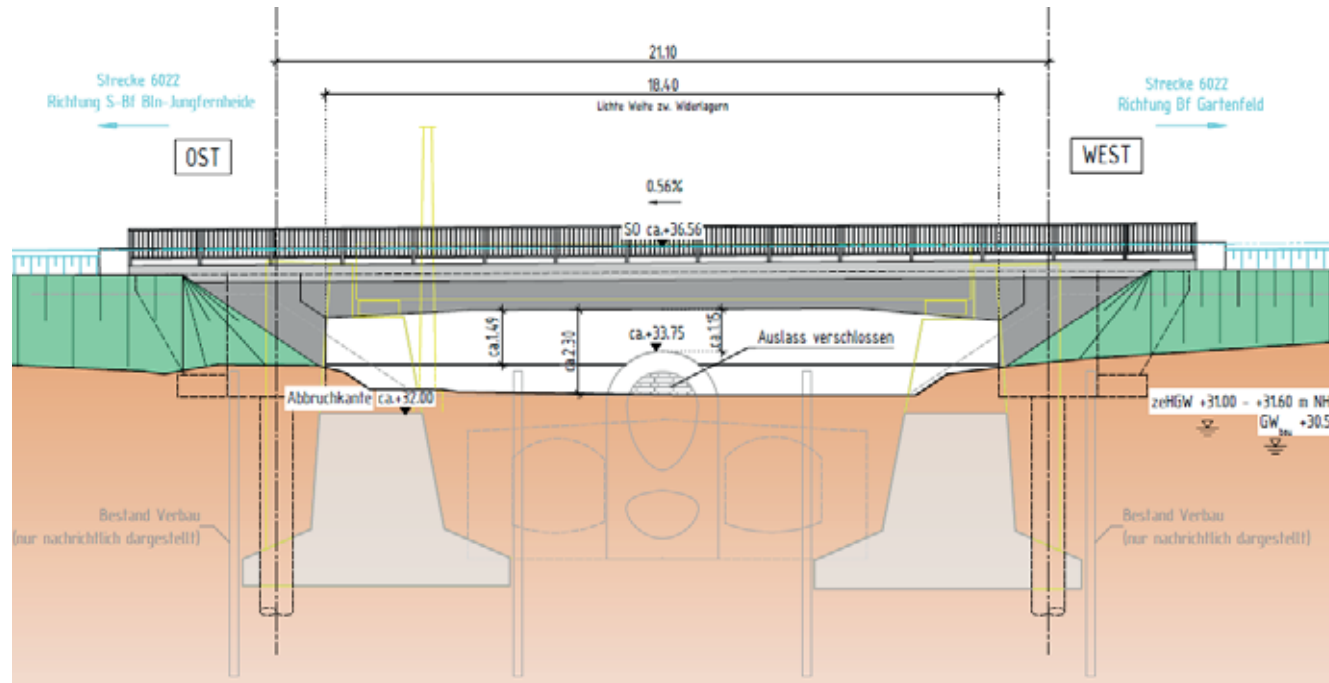 21.10
Strecke 6022
Richtung S-Bf Bln-Jungfernheide
18.40
Lichte Weite zw. Widerlagern
Strecke 6022
Richtung Bf Gartenfeld
OST
WEST
0.56%
SO ca.+36.56
ca.1.49
ca.2.30
ca.+33.75
ca.1.15
Auslass verschlossen
Abbruchkante ca.+32.00
zeHGW +31.00 - +31.60 m NH
GWbau +30.5
Bestand Verbau
(nur nachrichtlich dargestellt)
Bestand Verbau
(nur nachrichtlich dargestellt)